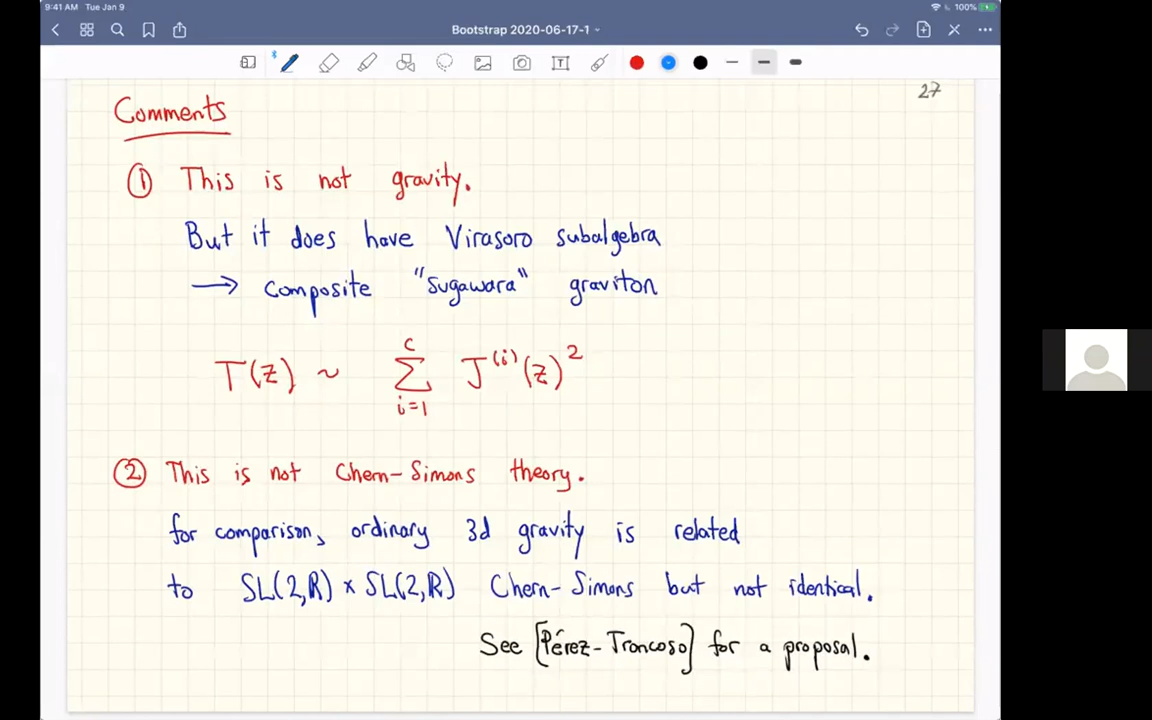 9:41 AM Tue Jan 9
100%
Bootstrap 2020-06-17-1
27
Comments
① This is not gravity.
But it does have Virasoro subalgebra
→ composite "Sugawara" graviton
T(z) ~ ∑_{i=1}^{c} J^{(i)}(z)^2
② This is not Chern-Simons theory.
for comparison, ordinary 3d gravity is related
to SL(2,R) × SL(2,R) Chern-Simons but not identical.
See [Pérez-Troncoso] for a proposal.